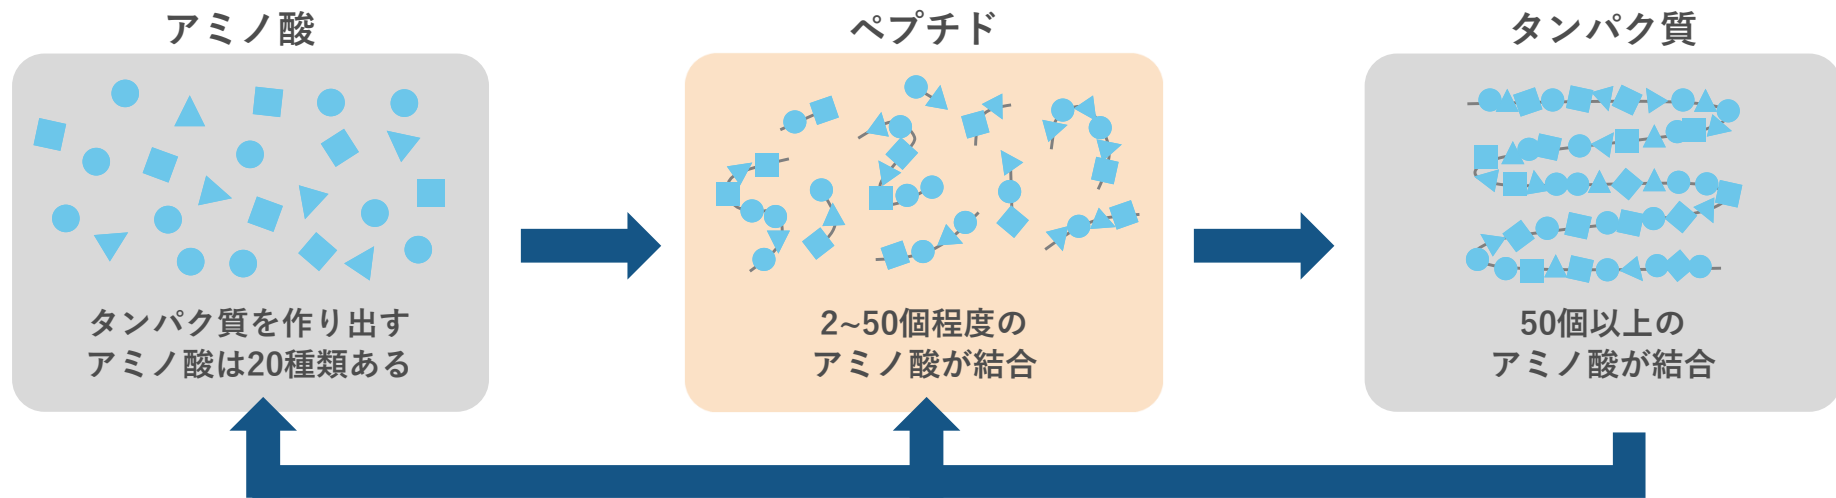 アミノ酸
タンパク質を作り出す
アミノ酸は20種類ある
ペプチド
2~50個程度の
アミノ酸が結合
タンパク質
50個以上の
アミノ酸が結合